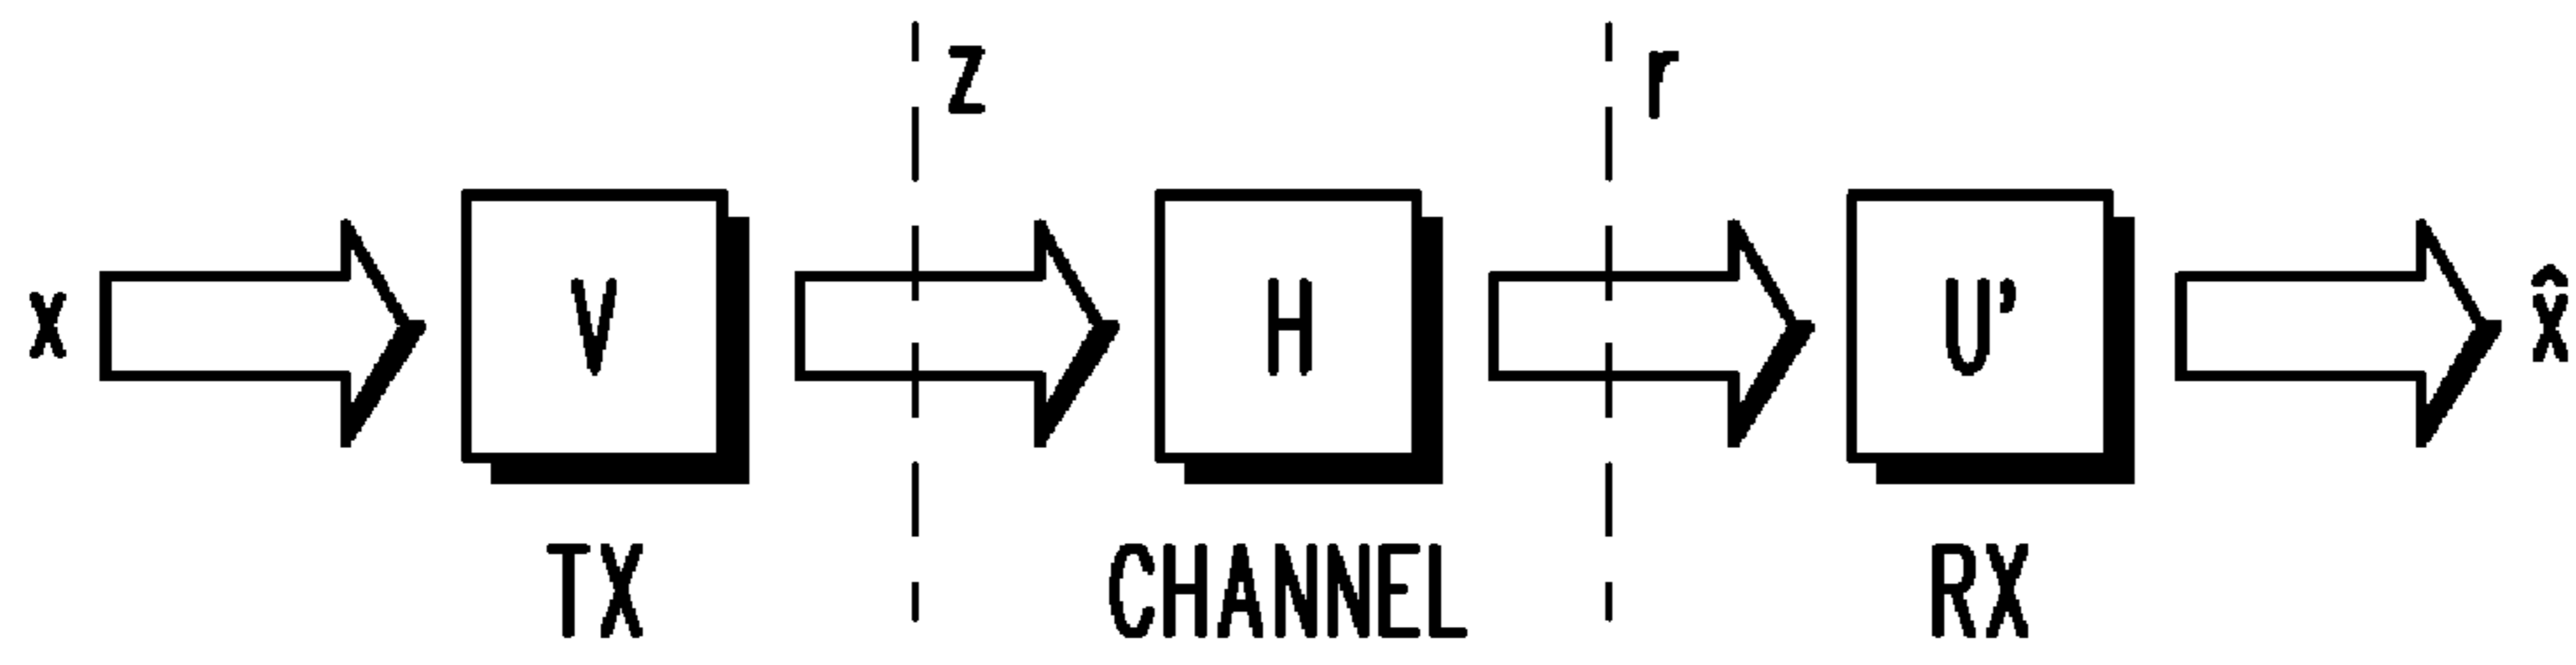 z r
x V H U' x̂
TX CHANNEL RX